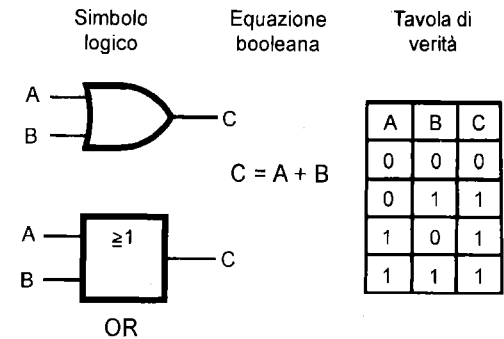 Simbolo
logico
Equazione
booleana
Tavola di
verità
A
B
C
C = A + B
A
B
≥1
C
OR
A B C
0 0 0
0 1 1
1 0 1
1 1 1